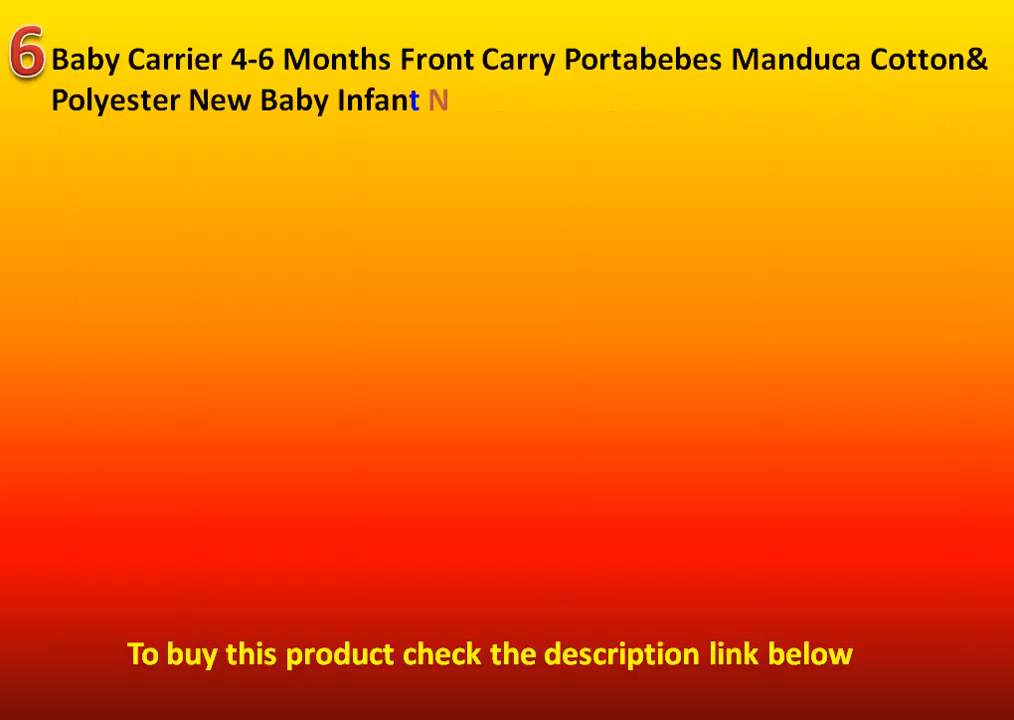 6 Baby Carrier 4-6 Months Front Carry Portabebes Manduca Cotton&
Polyester New Baby Infant N
To buy this product check the description link below